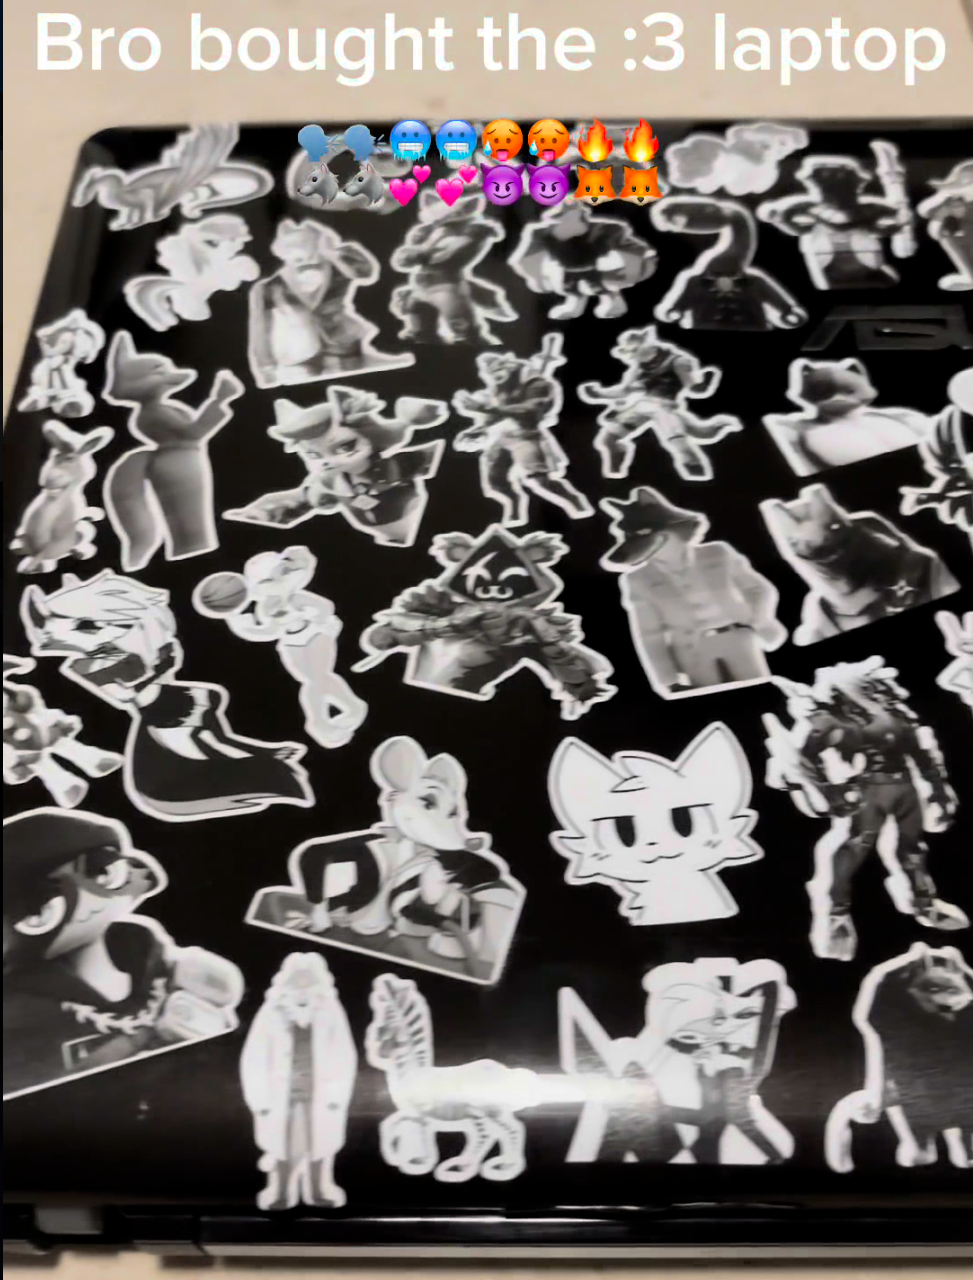 Bro bought the :3 laptop
🗣️🗣️🥶🥶🥵🥵🔥🔥
🐺🐺💕💕😈😈🦊🦊